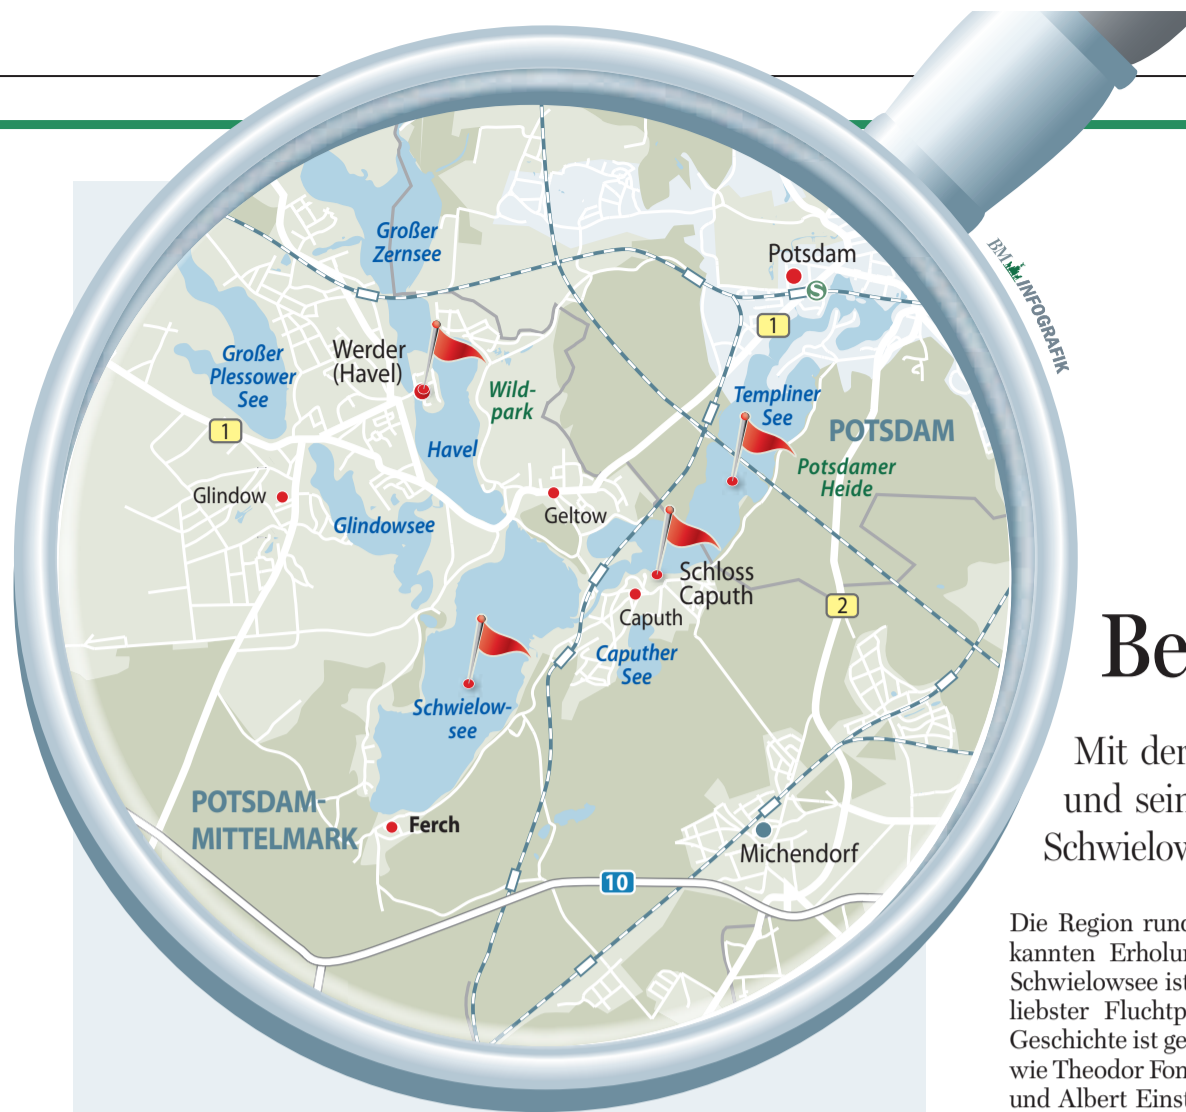 Großer
Zernsee
Potsdam
S
BM INFOGRAFIK
1
Großer
Plessower
See
Werder
(Havel)
Wild-
park
Templiner
See
POTSDAM
1
Havel
Potsdamer
Heide
Glindow
Glindowsee
Geltow
Schloss
Caputh
Caputh
2
Caputher
See
Schwielow-
see
POTSDAM-
MITTELMARK
Ferch
Michendorf
10
Be
Mit der
und sein
Schwielow
Die Region rund
kannten Erholun
Schwielowsee ist
liebster Fluchtp
Geschichte ist ge
wie Theodor Fon
und Albert Einst